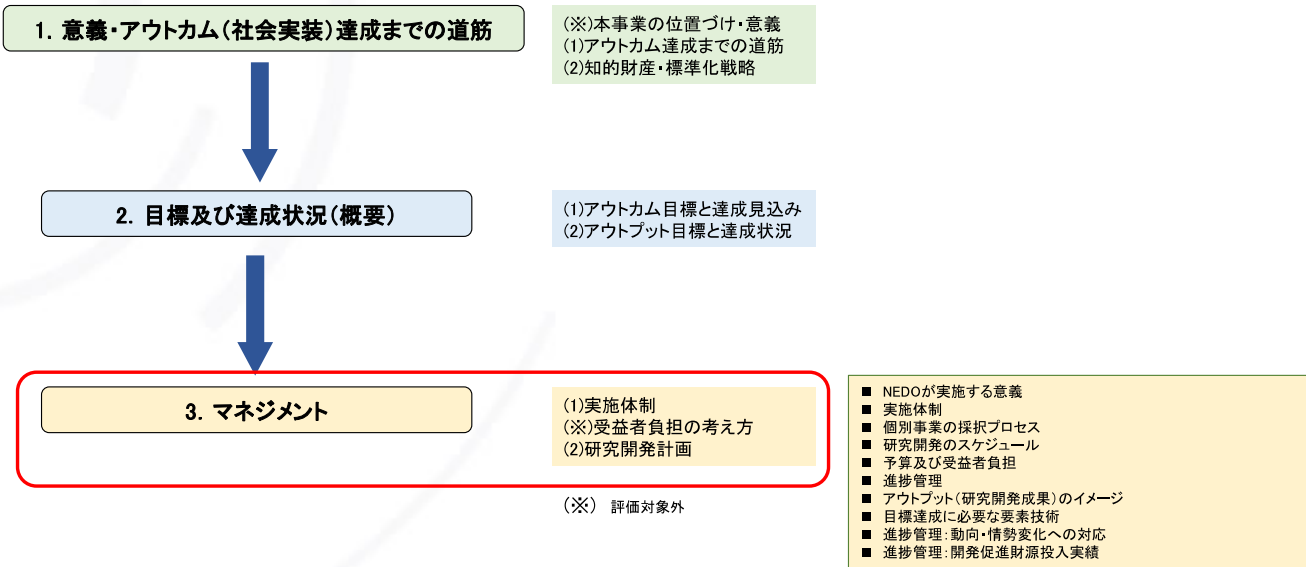 1. 意義・アウトカム(社会実装)達成までの道筋
(※)本事業の位置づけ・意義
(1)アウトカム達成までの道筋
(2)知的財産・標準化戦略
2. 目標及び達成状況(概要)
(1)アウトカム目標と達成見込み
(2)アウトプット目標と達成状況
3. マネジメント
(1)実施体制
(※)受益者負担の考え方
(2)研究開発計画
(※) 評価対象外
■ NEDOが実施する意義
■ 実施体制
■ 個別事業の採択プロセス
■ 研究開発のスケジュール
■ 予算及び受益者負担
■ 進捗管理
■ アウトプット(研究開発成果)のイメージ
■ 目標達成に必要な要素技術
■ 進捗管理:動向・情勢変化への対応
■ 進捗管理:開発促進財源投入実績